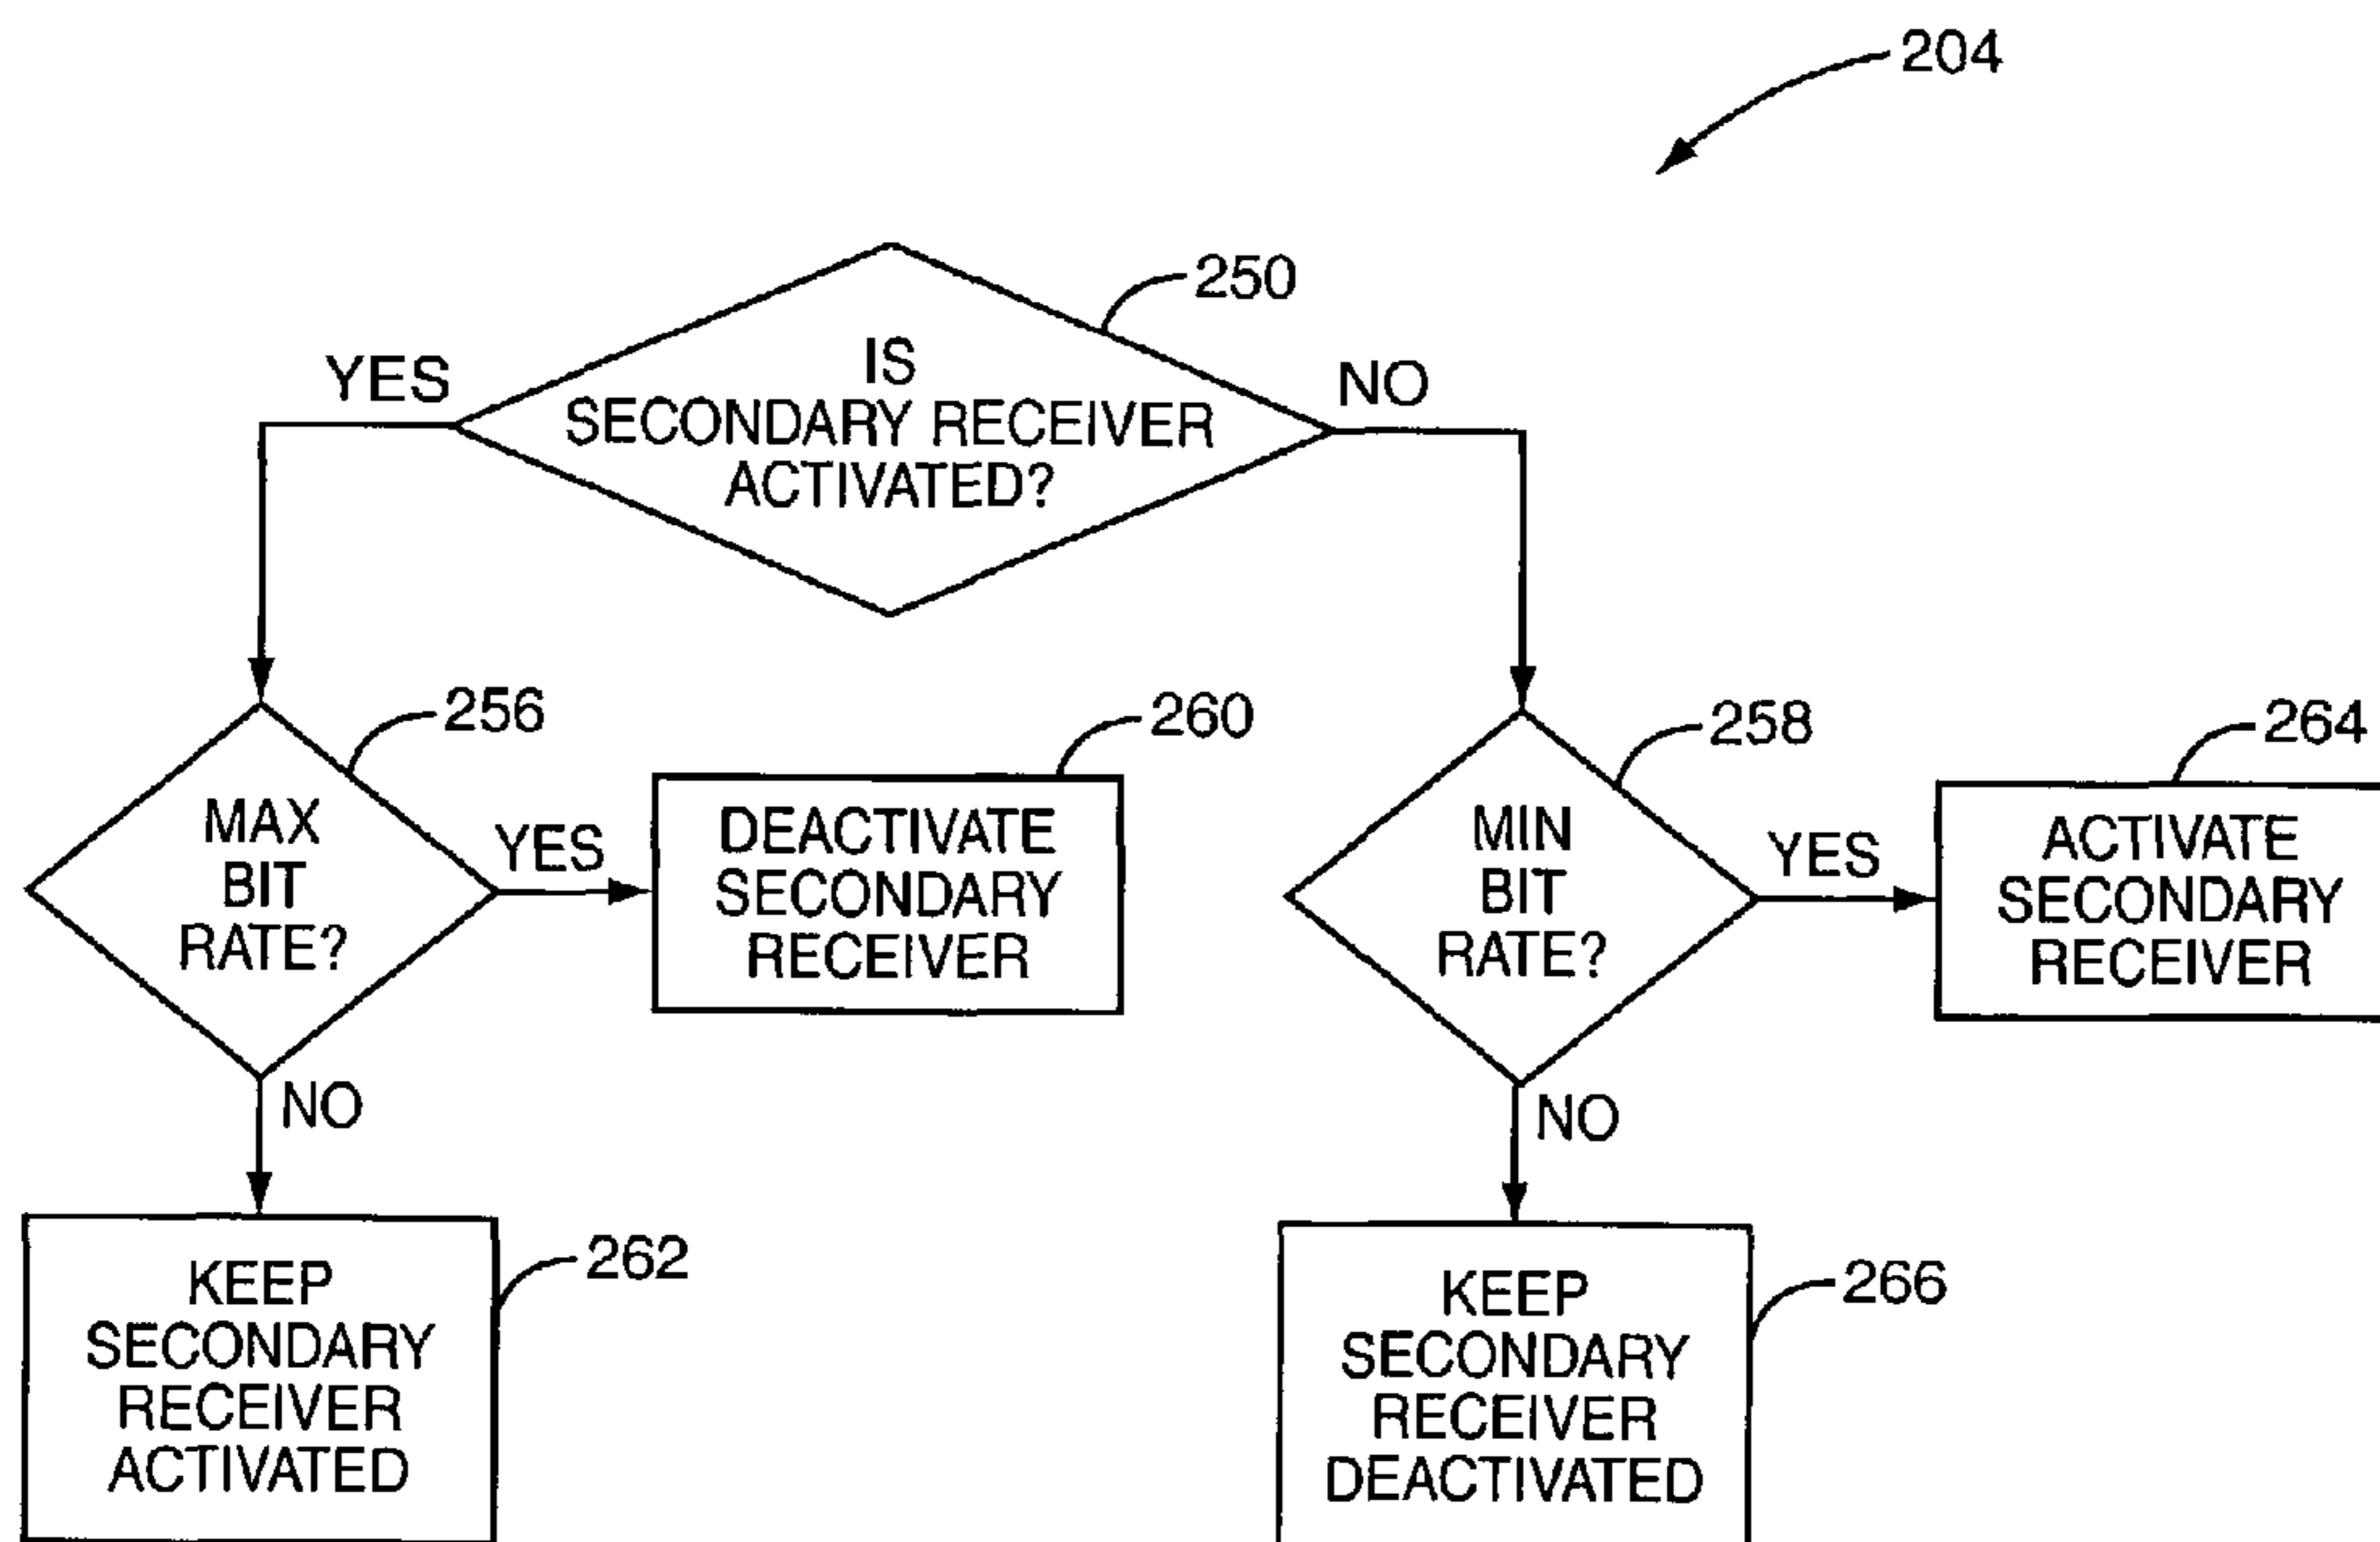 204
250
IS
SECONDARY RECEIVER
ACTIVATED?
YES
NO
256
MAX
BIT
RATE?
YES
260
DEACTIVATE
SECONDARY
RECEIVER
258
MIN
BIT
RATE?
YES
264
ACTIVATE
SECONDARY
RECEIVER
NO
262
KEEP
SECONDARY
RECEIVER
ACTIVATED
NO
266
KEEP
SECONDARY
RECEIVER
DEACTIVATED